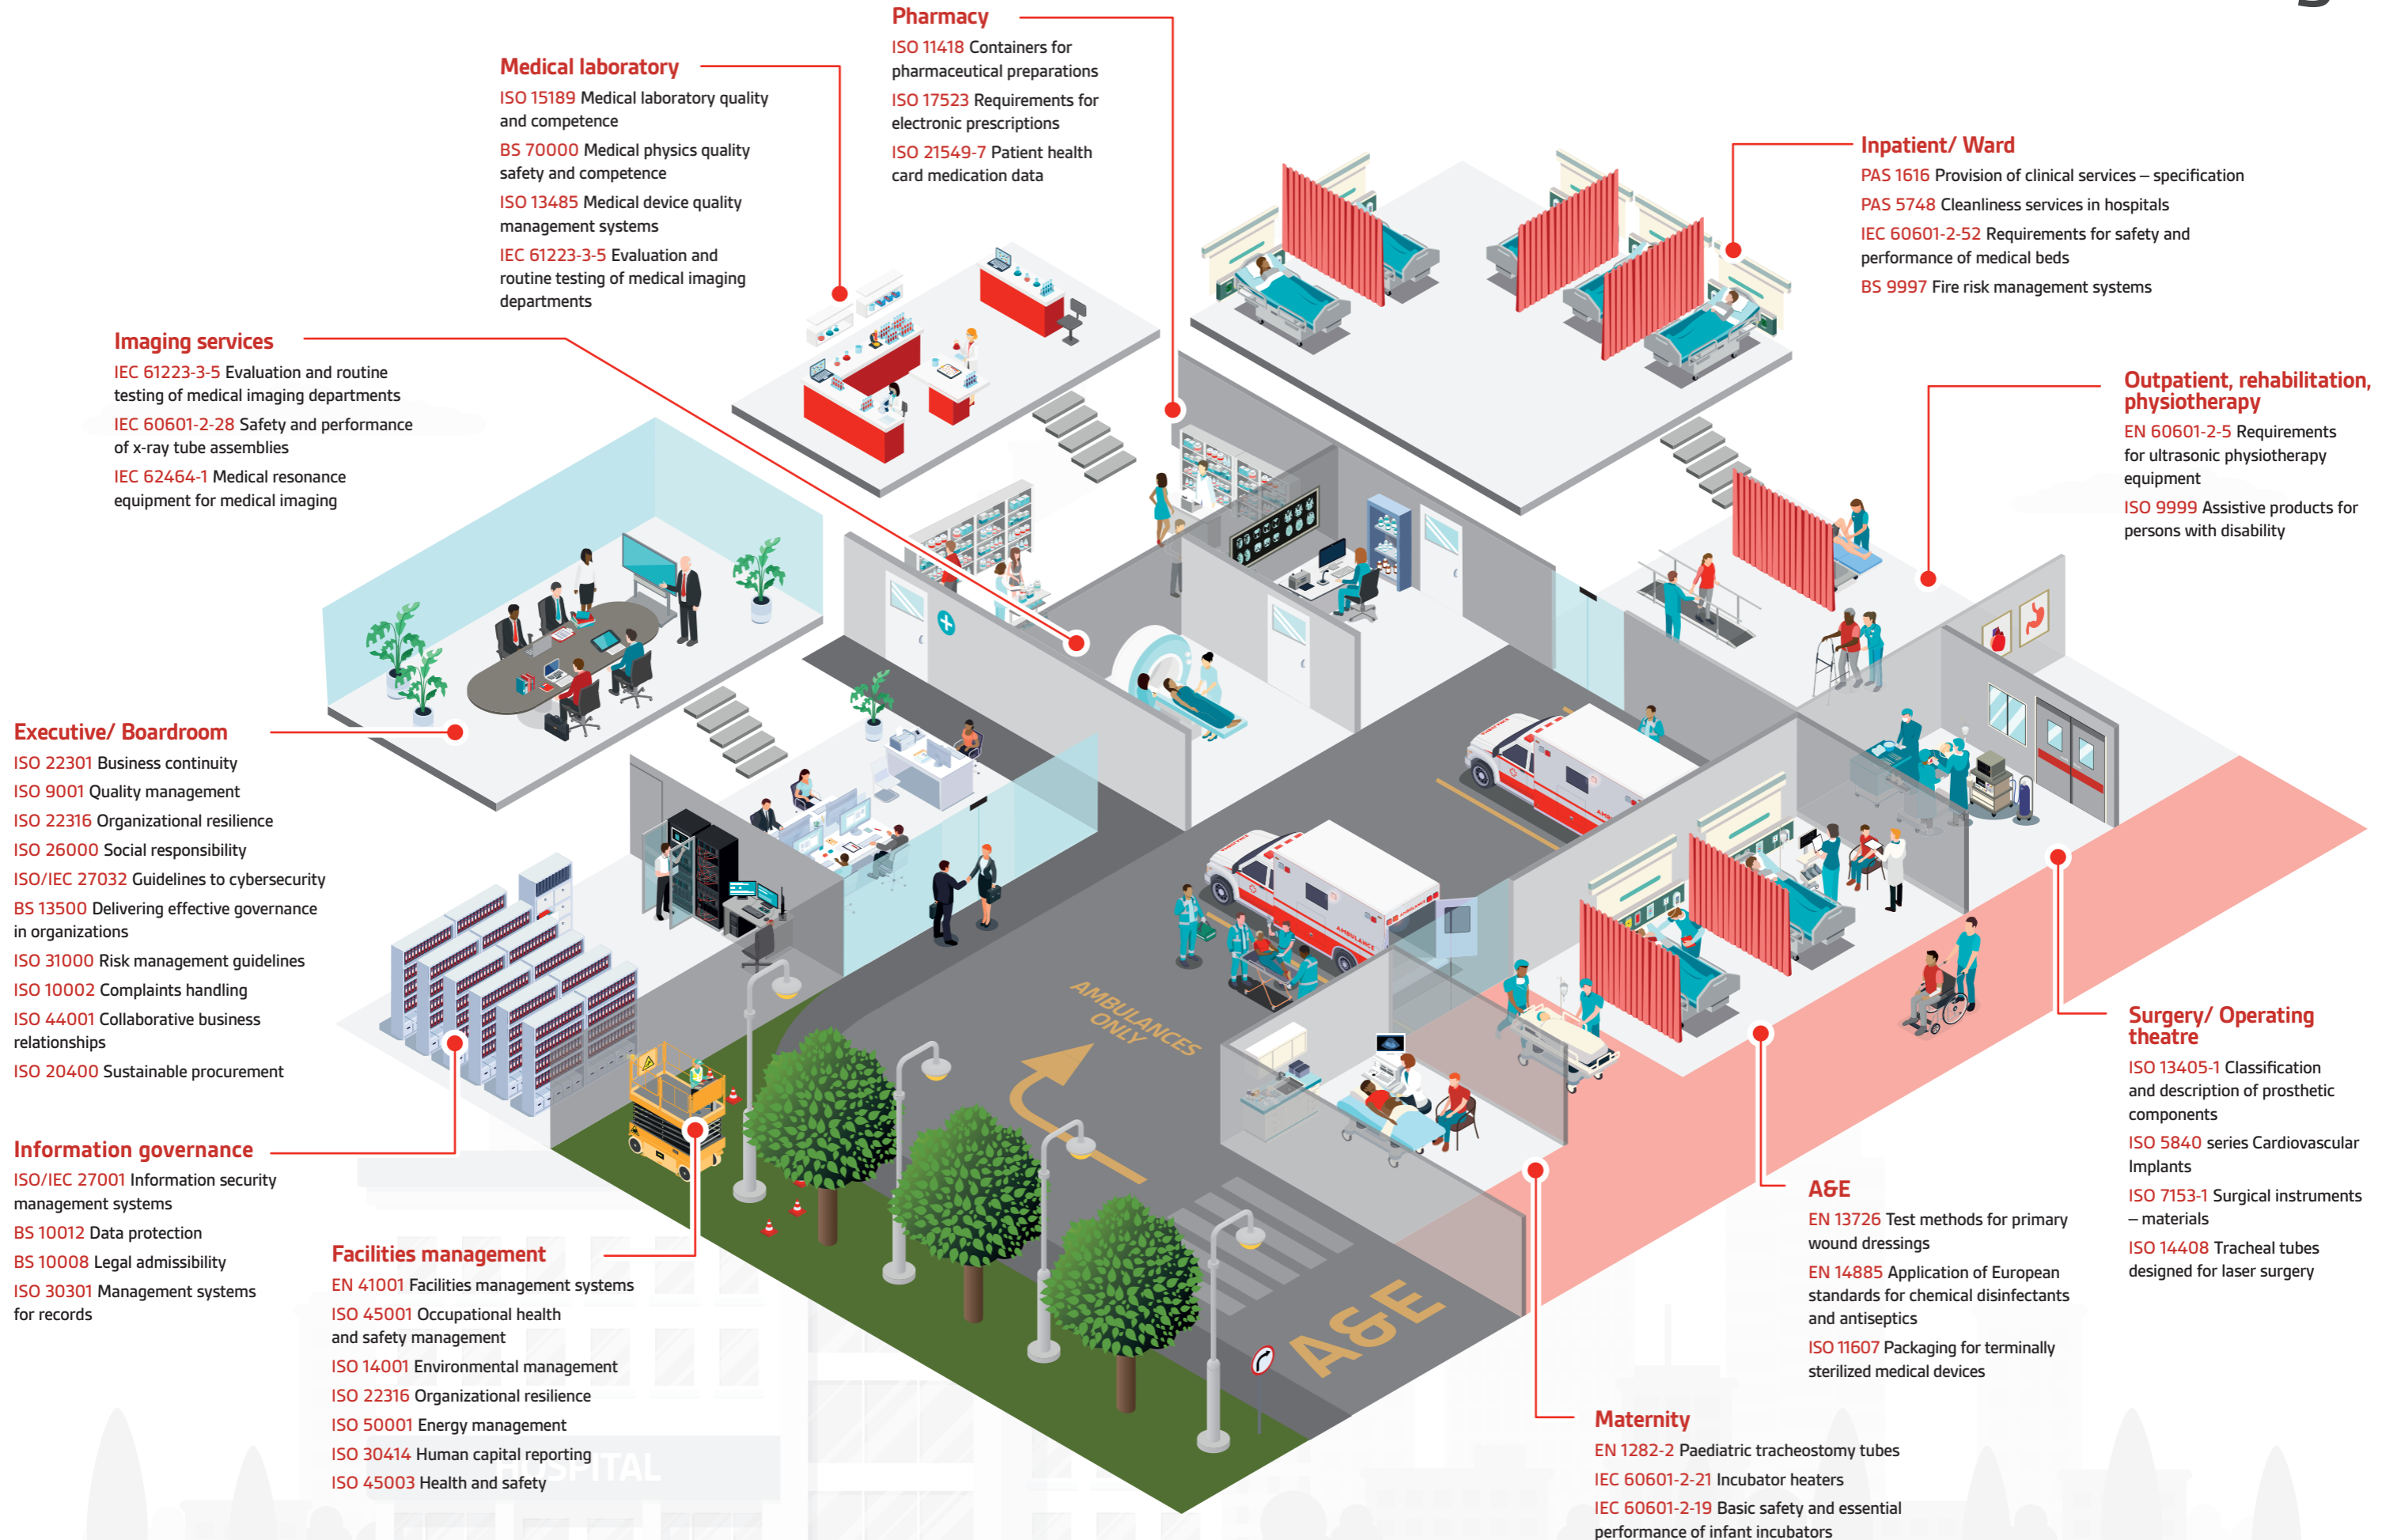 Pharmacy
ISO 11418 Containers for
pharmaceutical preparations
ISO 17523 Requirements for
electronic prescriptions
ISO 21549-7 Patient health
card medication data
Medical laboratory
ISO 15189 Medical laboratory quality
and competence
BS 70000 Medical physics quality
safety and competence
ISO 13485 Medical device quality
management systems
IEC 61223-3-5 Evaluation and
routine testing of medical imaging
departments
Inpatient/ Ward
PAS 1616 Provision of clinical services – specification
PAS 5748 Cleanliness services in hospitals
IEC 60601-2-52 Requirements for safety and
performance of medical beds
BS 9997 Fire risk management systems
Imaging services
IEC 61223-3-5 Evaluation and routine
testing of medical imaging departments
IEC 60601-2-28 Safety and performance
of x-ray tube assemblies
IEC 62464-1 Medical resonance
equipment for medical imaging
Outpatient, rehabilitation,
physiotherapy
EN 60601-2-5 Requirements
for ultrasonic physiotherapy
equipment
ISO 9999 Assistive products for
persons with disability
Executive/ Boardroom
ISO 22301 Business continuity
ISO 9001 Quality management
ISO 22316 Organizational resilience
ISO 26000 Social responsibility
ISO/IEC 27032 Guidelines to cybersecurity
BS 13500 Delivering effective governance
in organizations
ISO 31000 Risk management guidelines
ISO 10002 Complaints handling
ISO 44001 Collaborative business
relationships
ISO 20400 Sustainable procurement
AMBULANCE
AMBULANCES
ONLY
Surgery/ Operating
theatre
ISO 13405-1 Classification
and description of prosthetic
components
ISO 5840 series Cardiovascular
Implants
ISO 7153-1 Surgical instruments
– materials
ISO 14408 Tracheal tubes
designed for laser surgery
Information governance
ISO/IEC 27001 Information security
management systems
BS 10012 Data protection
BS 10008 Legal admissibility
ISO 30301 Management systems
for records
A&E
EN 13726 Test methods for primary
wound dressings
EN 14885 Application of European
standards for chemical disinfectants
and antiseptics
ISO 11607 Packaging for terminally
sterilized medical devices
Facilities management
EN 41001 Facilities management systems
ISO 45001 Occupational health
and safety management
ISO 14001 Environmental management
ISO 22316 Organizational resilience
ISO 50001 Energy management
ISO 30414 Human capital reporting
ISO 45003 Health and safety
HOSPITAL
A&E
Maternity
EN 1282-2 Paediatric tracheostomy tubes
IEC 60601-2-21 Incubator heaters
IEC 60601-2-19 Basic safety and essential
performance of infant incubators